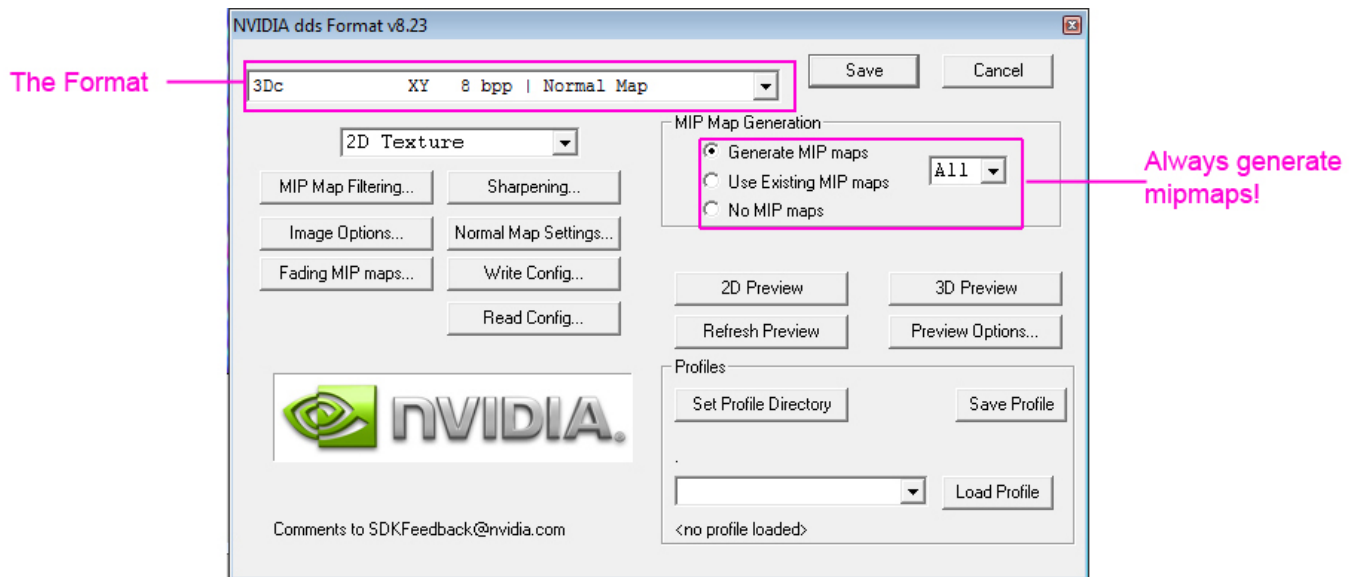 NVIDIA dds Format v8.23
The Format
3Dc XY 8 bpp | Normal Map
Save
Cancel
2D Texture
MIP Map Generation
Generate MIP maps
Use Existing MIP maps
No MIP maps
All
Always generate
mipmaps!
MIP Map Filtering...
Sharpening...
Image Options...
Normal Map Settings...
Fading MIP maps...
Write Config...
Read Config...
2D Preview
3D Preview
Refresh Preview
Preview Options...
Profiles
Set Profile Directory
Save Profile
.
Load Profile
<no profile loaded>
NVIDIA.
Comments to SDKFeedback@nvidia.com